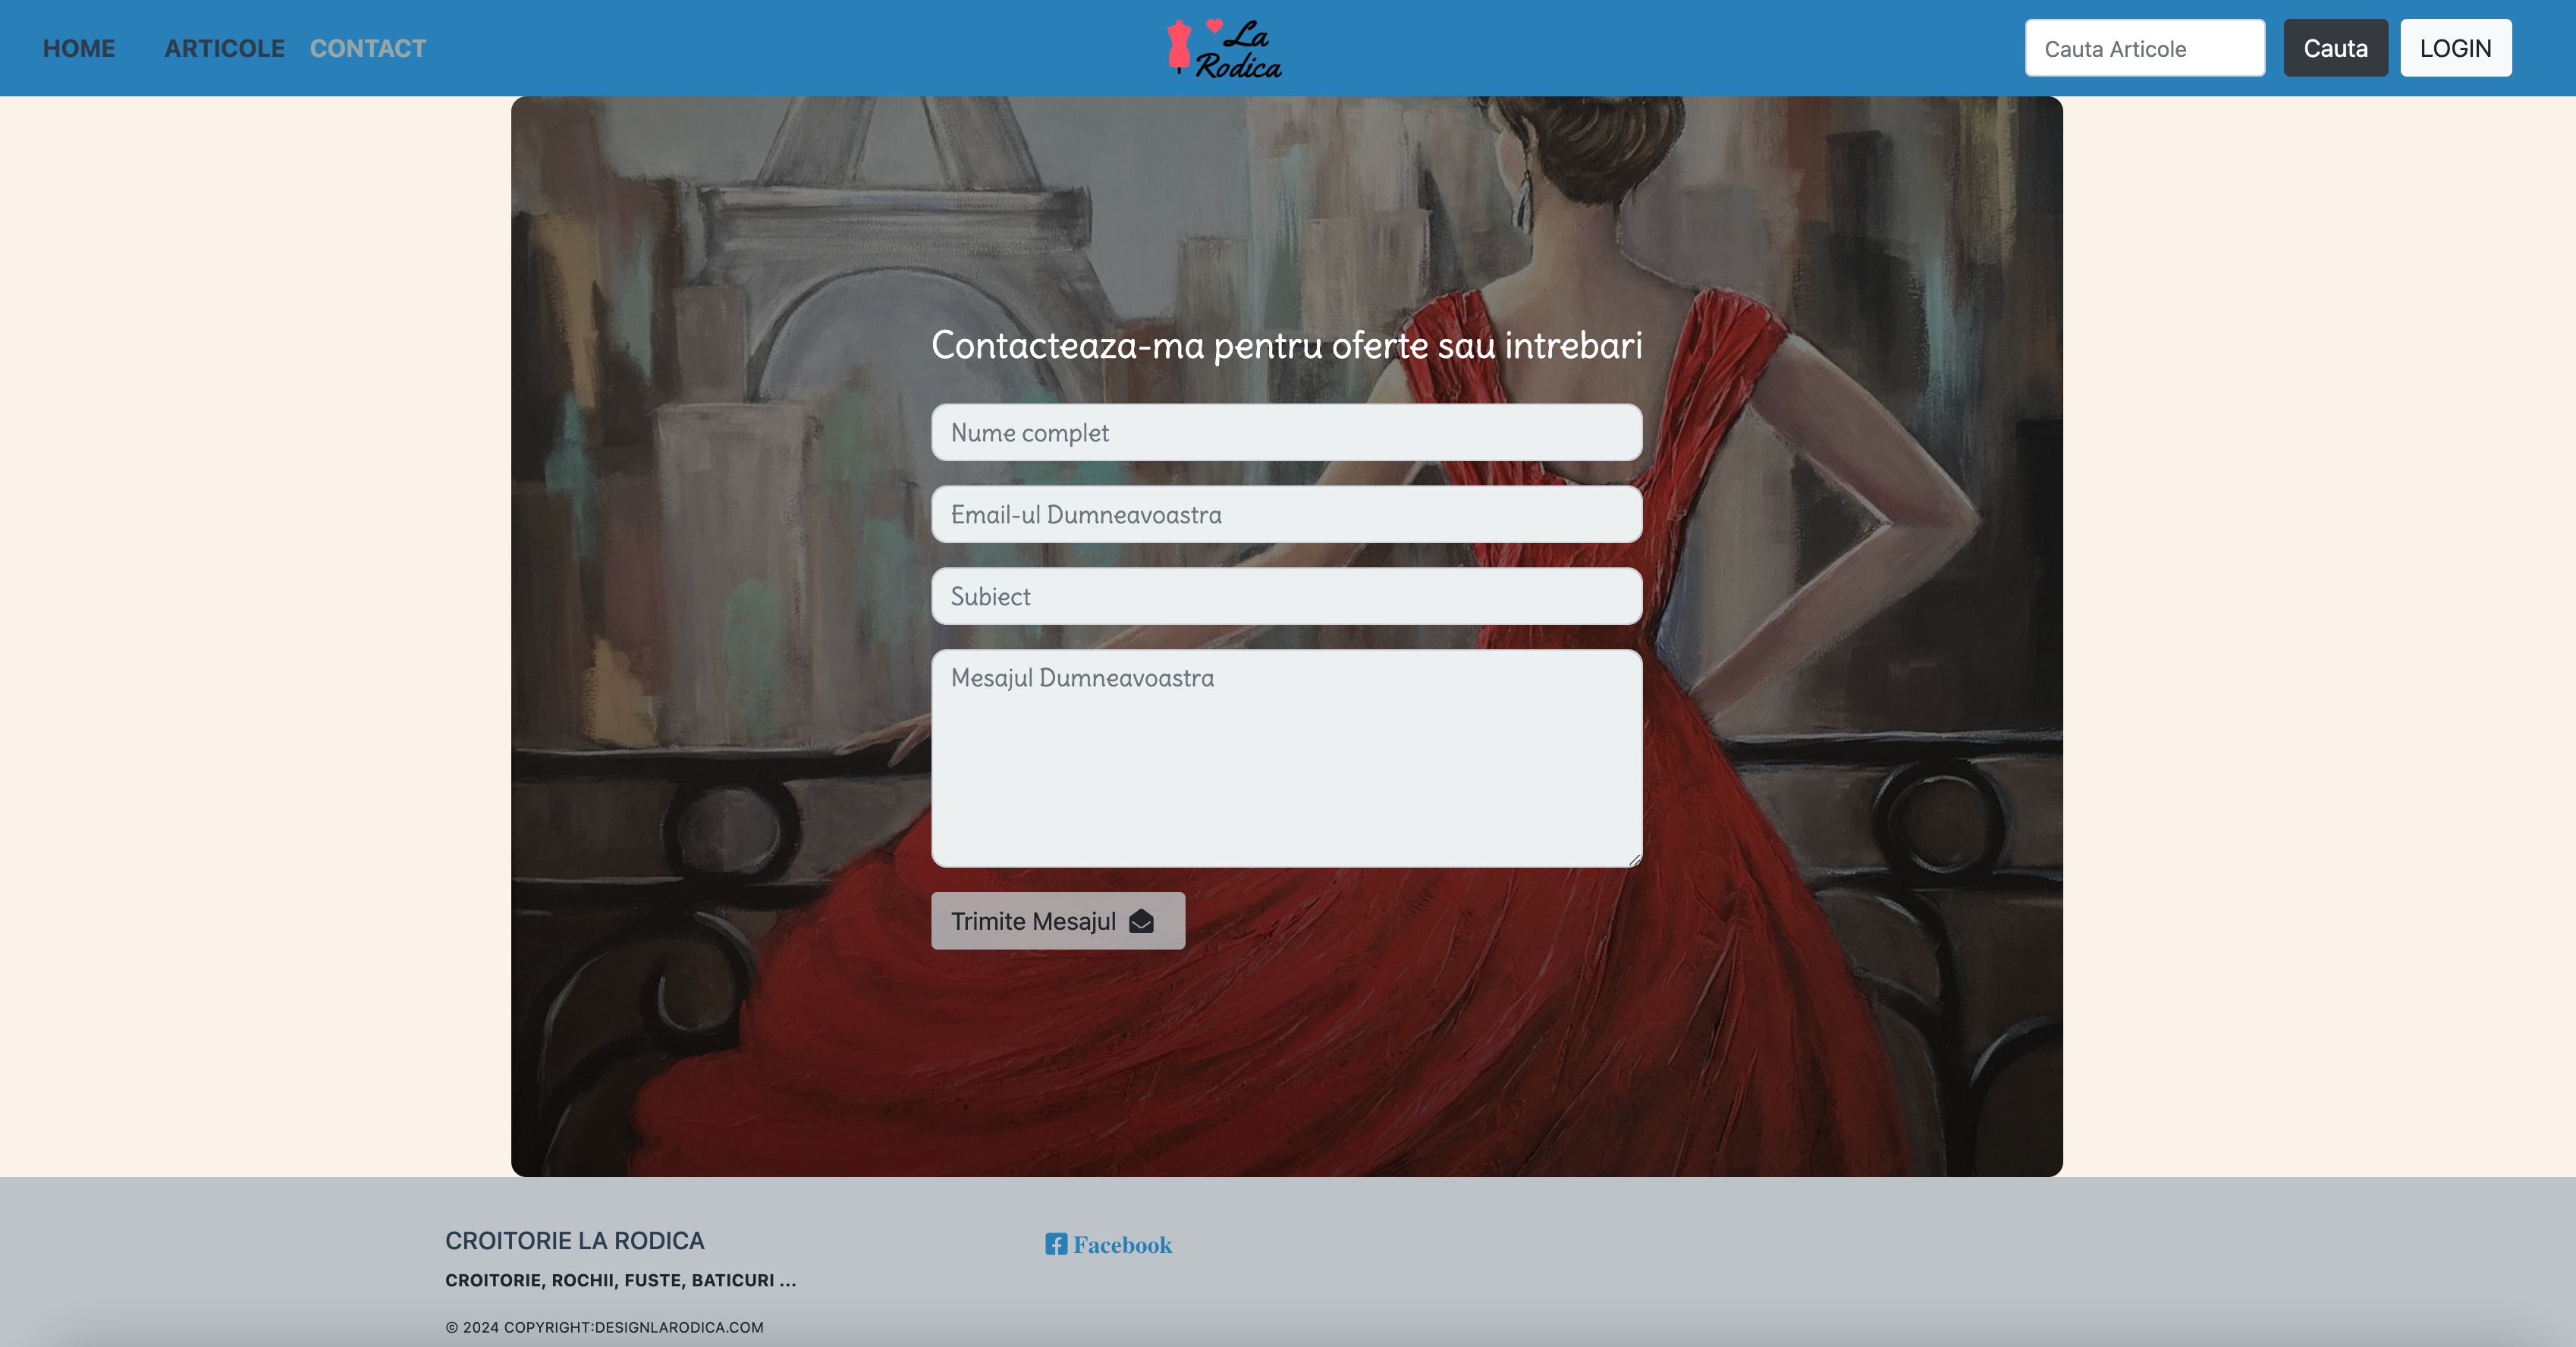 HOME ARTICOLE CONTACT
La
Rodica
Cauta Articole
Cauta
LOGIN
Contacteaza-ma pentru oferte sau intrebari
Nume complet
Email-ul Dumneavoastra
Subiect
Mesajul Dumneavoastra
Trimite Mesajul
CROITORIE LA RODICA
CROITORIE, ROCHII, FUSTE, BATICURI ...
© 2024 COPYRIGHT:DESIGNLARODICA.COM
Facebook